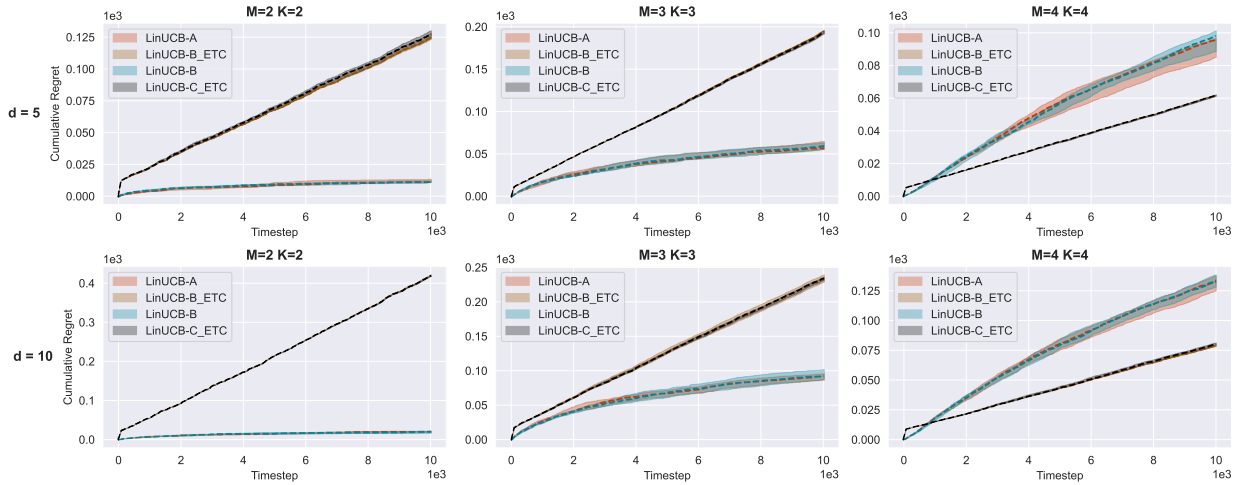 M=2 K=2
1e3
0.125
0.100
0.075
0.050
0.025
0.000
Cumulative Regret
d = 5
LinUCB-A
LinUCB-B_ETC
LinUCB-B
LinUCB-C_ETC
0 2 4 6 8 10
Timestep
1e3
M=3 K=3
1e3
0.20
0.15
0.10
0.05
0.00
LinUCB-A
LinUCB-B_ETC
LinUCB-B
LinUCB-C_ETC
0 2 4 6 8 10
Timestep
1e3
M=4 K=4
1e3
0.10
0.08
0.06
0.04
0.02
0.00
LinUCB-A
LinUCB-B_ETC
LinUCB-B
LinUCB-C_ETC
0 2 4 6 8 10
Timestep
1e3
M=2 K=2
1e3
0.4
0.3
0.2
0.1
0.0
Cumulative Regret
d = 10
LinUCB-A
LinUCB-B_ETC
LinUCB-B
LinUCB-C_ETC
0 2 4 6 8 10
Timestep
1e3
M=3 K=3
1e3
0.25
0.20
0.15
0.10
0.05
0.00
LinUCB-A
LinUCB-B_ETC
LinUCB-B
LinUCB-C_ETC
0 2 4 6 8 10
Timestep
1e3
M=4 K=4
1e3
0.125
0.100
0.075
0.050
0.025
0.000
LinUCB-A
LinUCB-B_ETC
LinUCB-B
LinUCB-C_ETC
0 2 4 6 8 10
Timestep
1e3